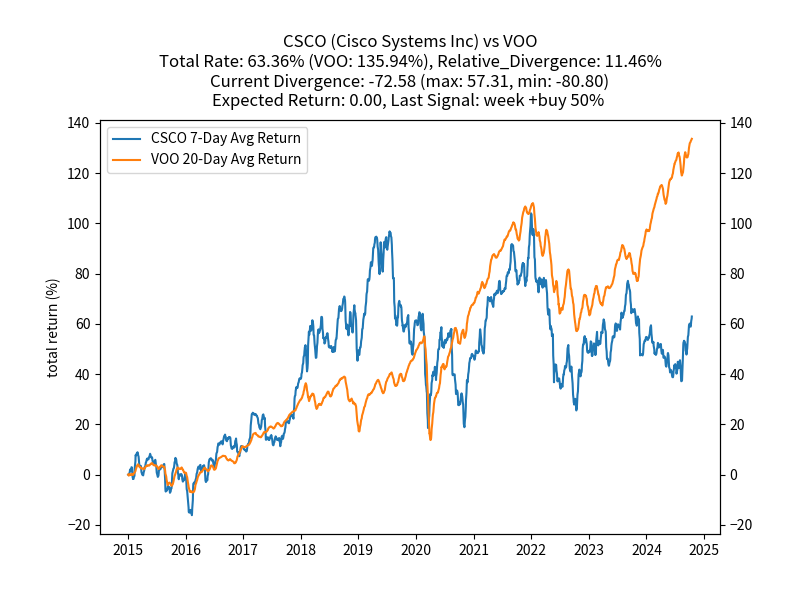 CSCO (Cisco Systems Inc) vs VOO
Total Rate: 63.36% (VOO: 135.94%), Relative_Divergence: 11.46%
Current Divergence: -72.58 (max: 57.31, min: -80.80)
Expected Return: 0.00, Last Signal: week +buy 50%
CSCO 7-Day Avg Return
VOO 20-Day Avg Return
total return (%)
140
120
100
80
60
40
20
0
−20
140
120
100
80
60
40
20
0
−20
2015 2016 2017 2018 2019 2020 2021 2022 2023 2024 2025